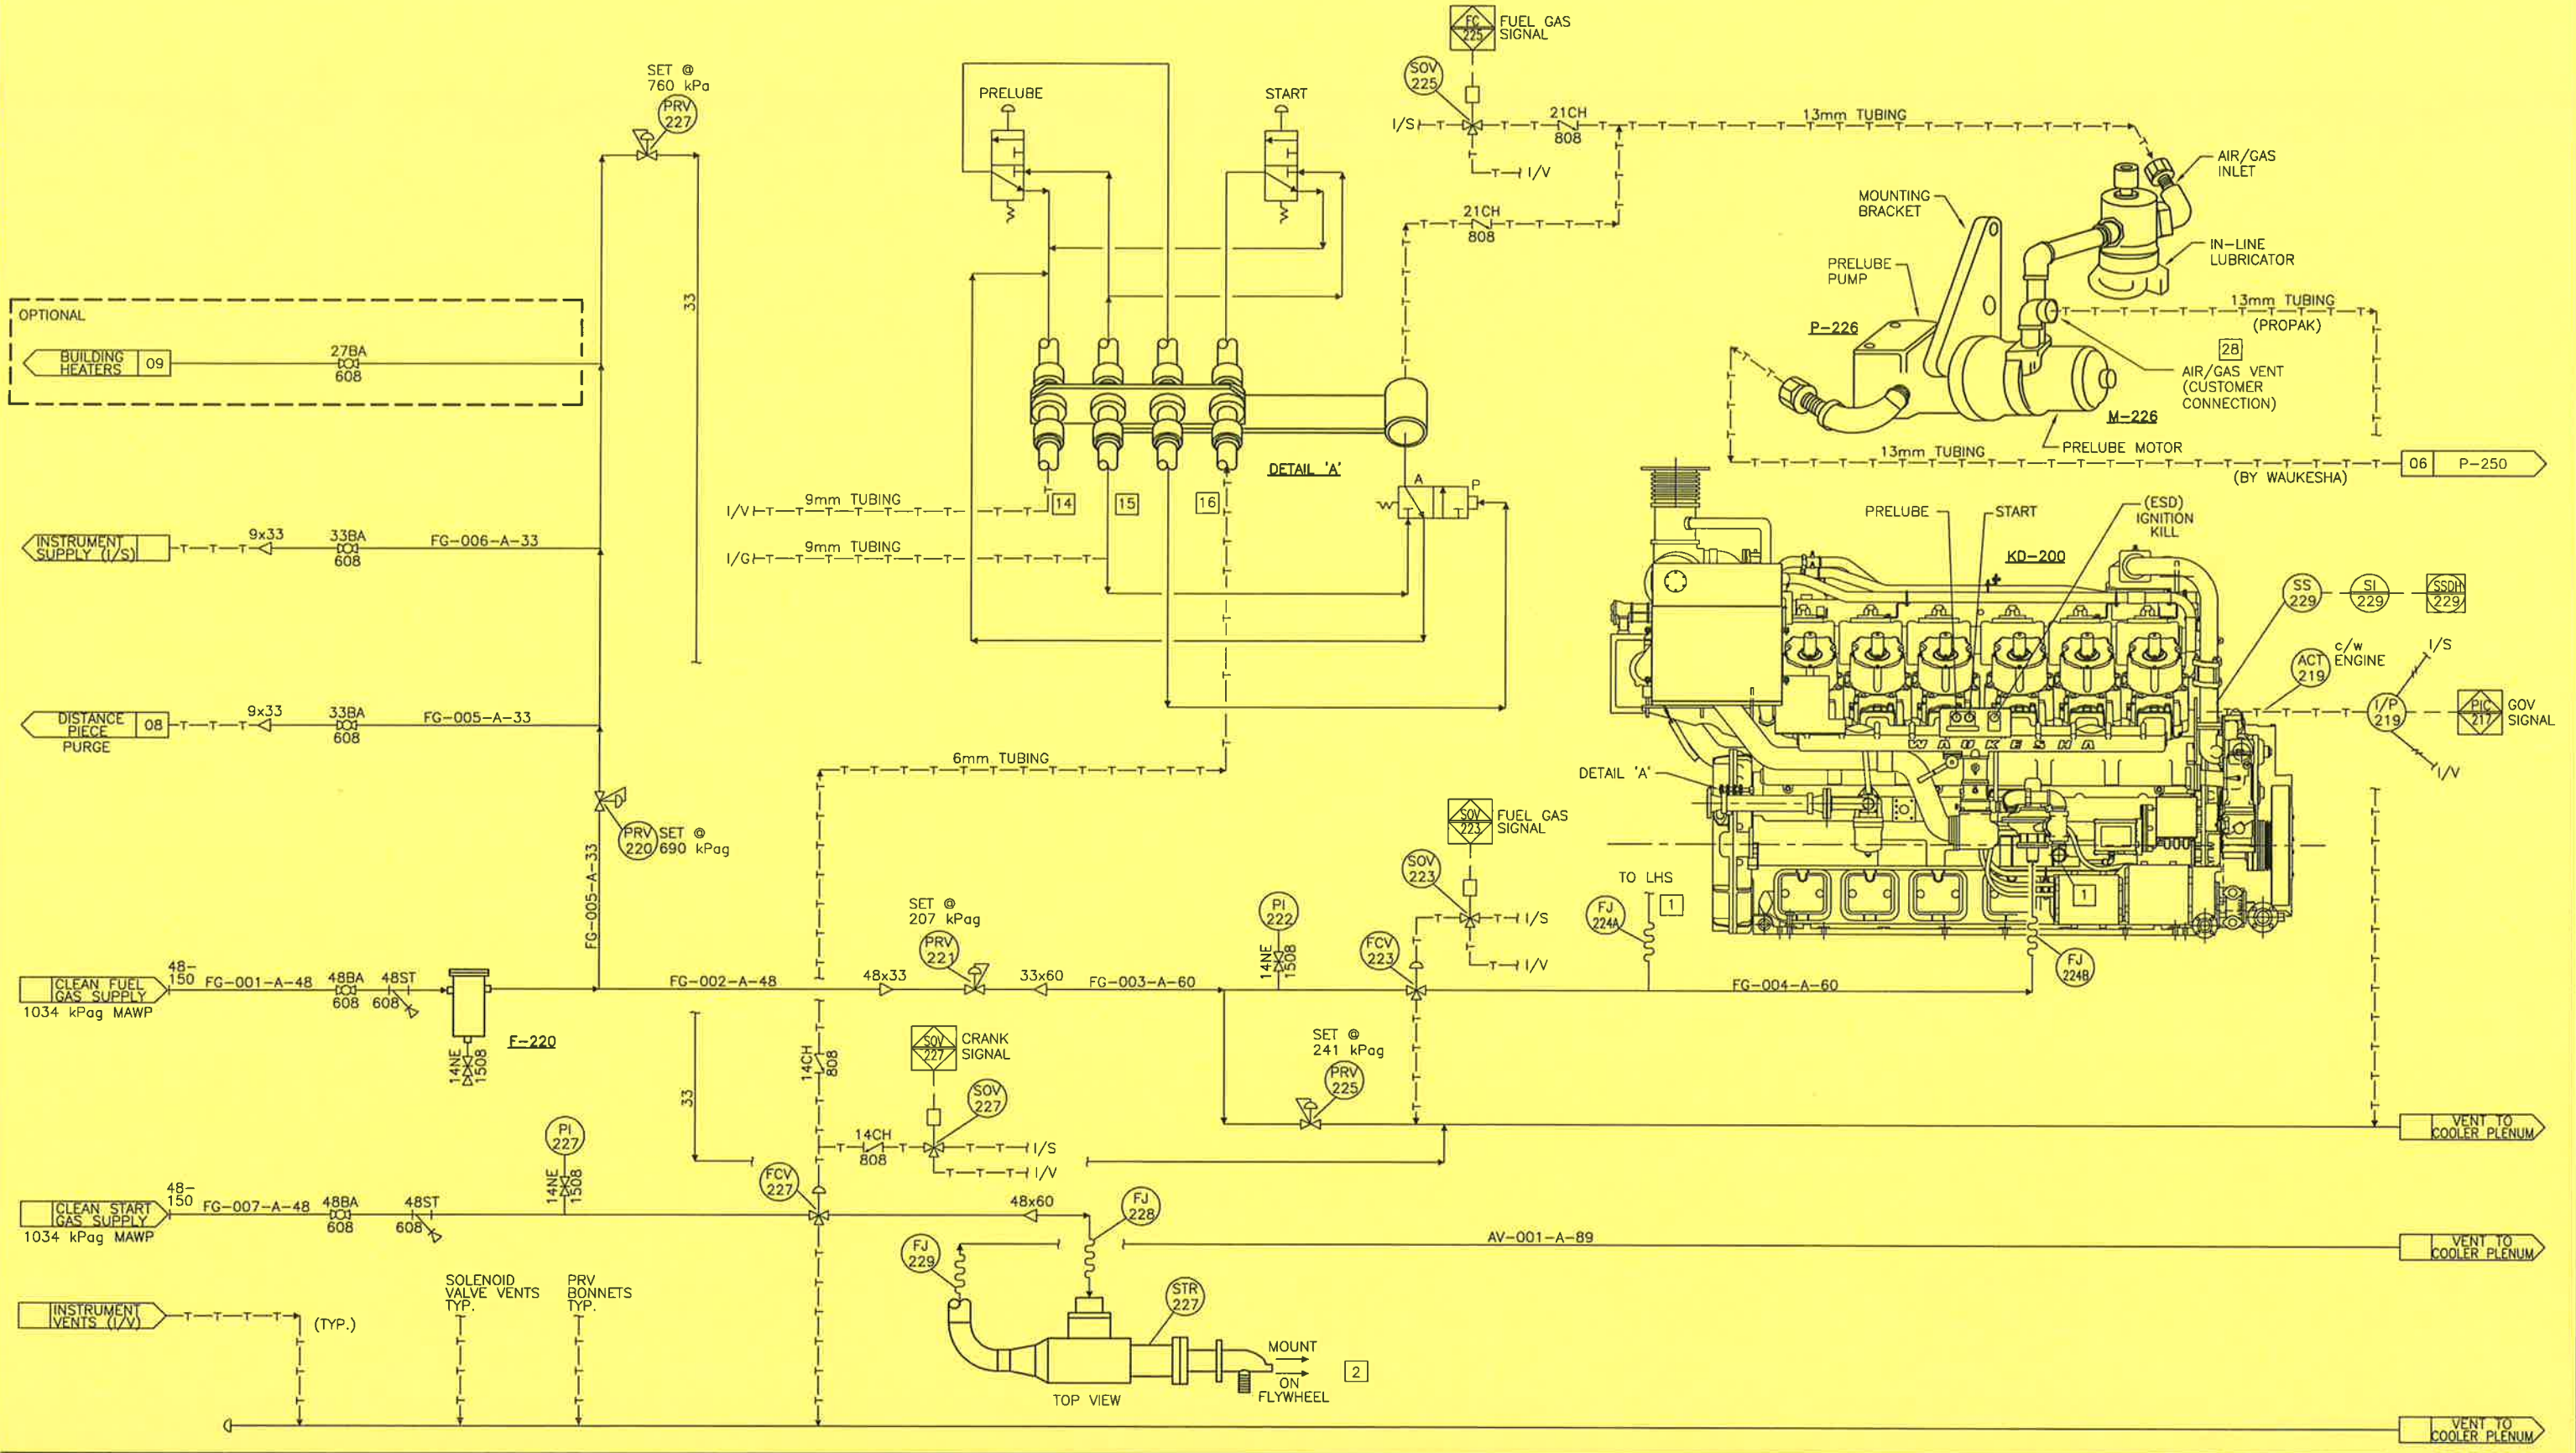 SET @
760 kPa
PRV
227
33
OPTIONAL
BUILDING
HEATERS
09
27BA
608
INSTRUMENT
SUPPLY (I/S)
9x33
33BA
608
FG-006-A-33
DISTANCE
PIECE
PURGE
08
9x33
33BA
608
FG-005-A-33
PRV
220
SET @
690 kPag
FG-005-A-33
CLEAN FUEL
GAS SUPPLY
1034 kPag MAWP
48-
150
FG-001-A-48
48BA
608
48ST
608
F-220
14NE
1508
FG-002-A-48
48x33
SET @
207 kPag
PRV
221
33x60
FG-003-A-60
PI
222
14NE
1508
FCV
223
SOV
223
FUEL GAS
SIGNAL
SOV
223
I/S
I/V
TO LHS
1
FJ
224A
FJ
224B
FG-004-A-60
SET @
241 kPag
PRV
225
VENT TO
COOLER PLENUM
PRELUBE
START
DETAIL 'A'
14
15
16
A
P
I/V
9mm TUBING
I/G
9mm TUBING
6mm TUBING
14CH
808
33
SOV
227
CRANK
SIGNAL
SOV
227
14CH
808
I/S
I/V
CLEAN START
GAS SUPPLY
1034 kPag MAWP
48-
150
FG-007-A-48
48BA
608
48ST
608
PI
227
14NE
1508
FCV
227
48x60
FJ
228
FJ
229
AV-001-A-89
VENT TO
COOLER PLENUM
STR
227
TOP VIEW
MOUNT
ON
FLYWHEEL
2
INSTRUMENT
VENTS (I/V)
(TYP.)
SOLENOID
VALVE VENTS
TYP.
PRV
BONNETS
TYP.
VENT TO
COOLER PLENUM
FC
225
FUEL GAS
SIGNAL
SOV
225
I/S
I/V
21CH
808
21CH
808
13mm TUBING
AIR/GAS
INLET
MOUNTING
BRACKET
IN-LINE
LUBRICATOR
PRELUBE
PUMP
P-226
13mm TUBING
(PROPAK)
28
AIR/GAS VENT
(CUSTOMER
CONNECTION)
M-226
PRELUBE MOTOR
13mm TUBING
(BY WAUKESHA)
06
P-250
PRELUBE
START
(ESD)
IGNITION
KILL
KD-200
SS
229
SI
229
SSDH
229
ACT
219
c/w
ENGINE
I/S
I/P
219
I/V
PIC
217
GOV
SIGNAL
WAUKESHA
DETAIL 'A'
1